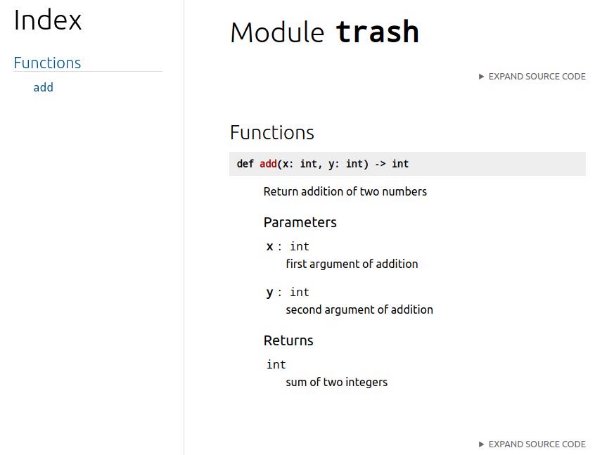 Index
Functions
add
Module trash
▶ EXPAND SOURCE CODE
Functions
def add(x: int, y: int) -> int
Return addition of two numbers
Parameters
x : int
first argument of addition
y : int
second argument of addition
Returns
int
sum of two integers
▶ EXPAND SOURCE CODE